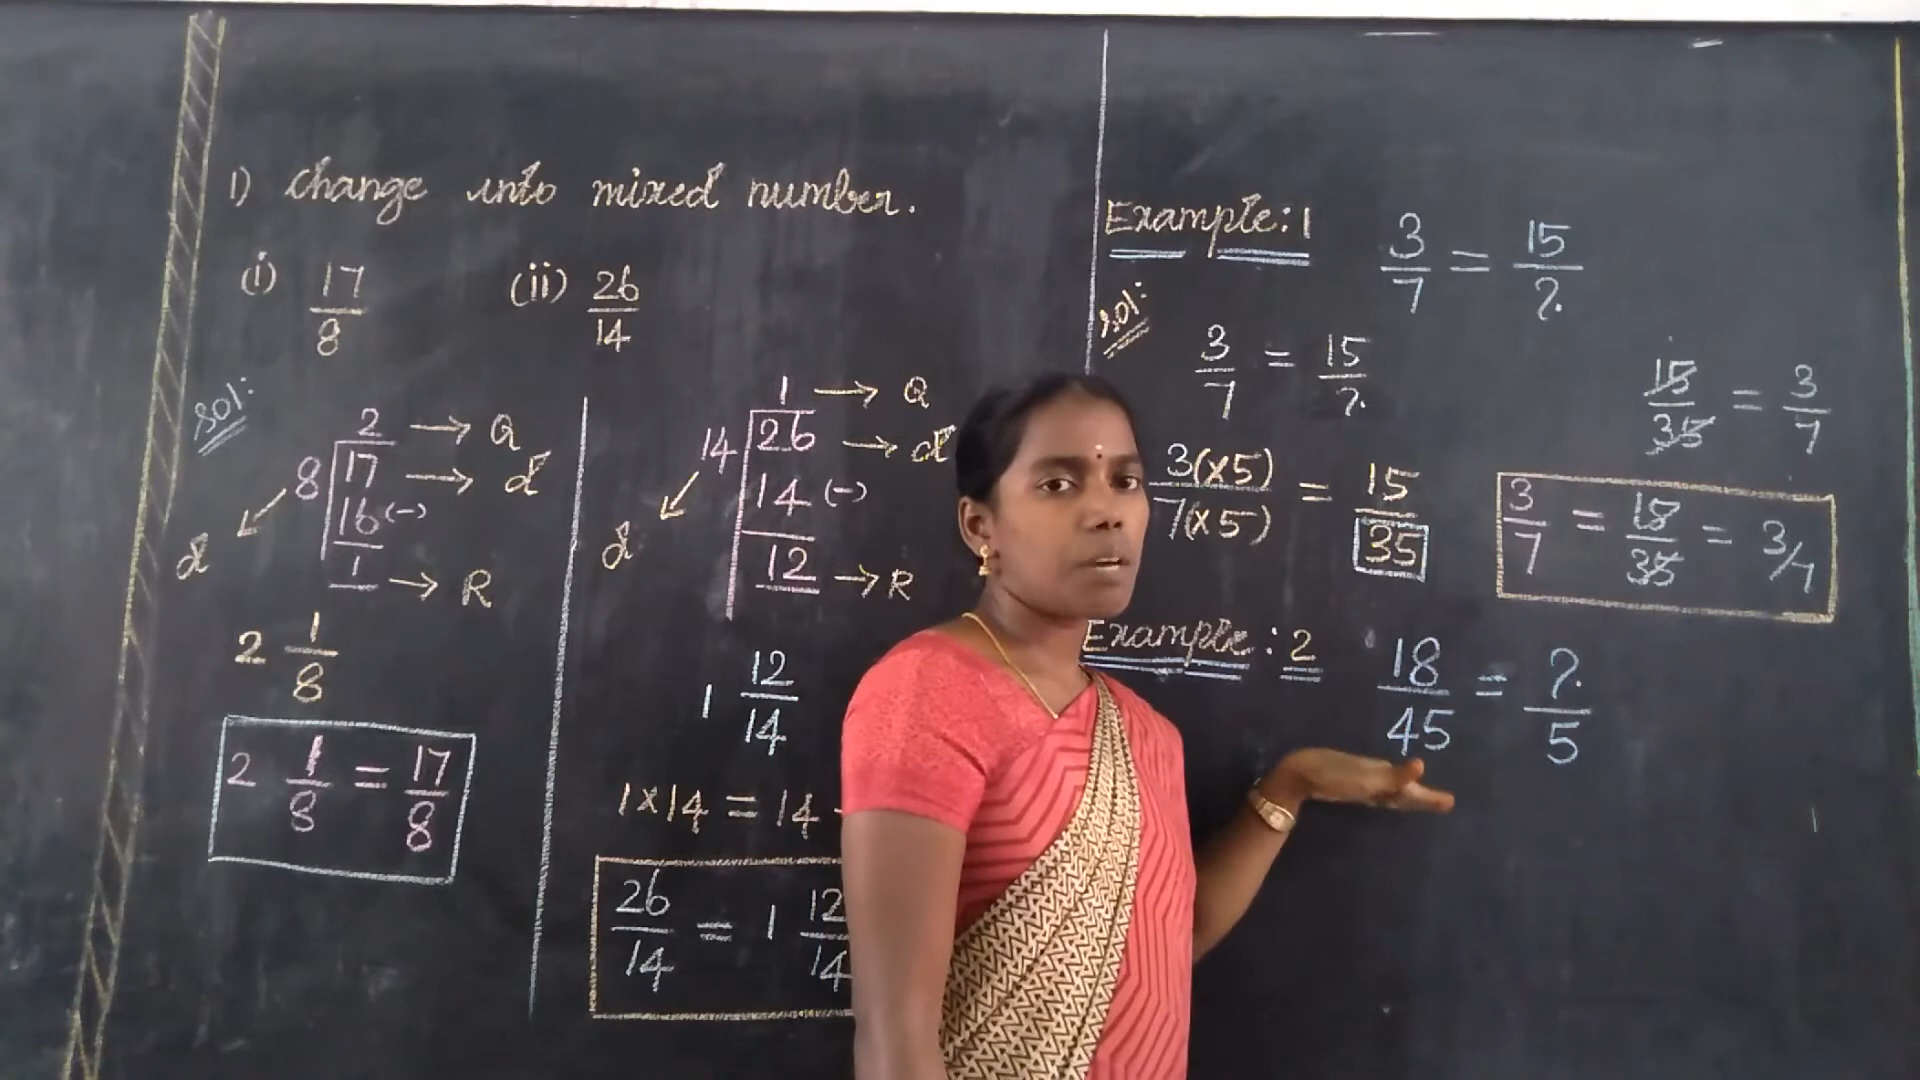 1) change into mixed number.
(i) 17/8 (ii) 26/14
Sol:
2 → Q
8 17 → d
16 (-)
d
1 → R
2 1/8
2 1/8 = 17/8
1 → Q
14 26 → d
14 (-)
d
12 → R
1 12/14
1 × 14 = 14
26/14 = 1 12/14
Example: 1 3/7 = 15/?
Sol:
3/7 = 15/?
15/35 = 3/7
3(×5)/7(×5) = 15/35
3/7 = 15/35 = 3/7
Example: 2 18/45 = ?/5